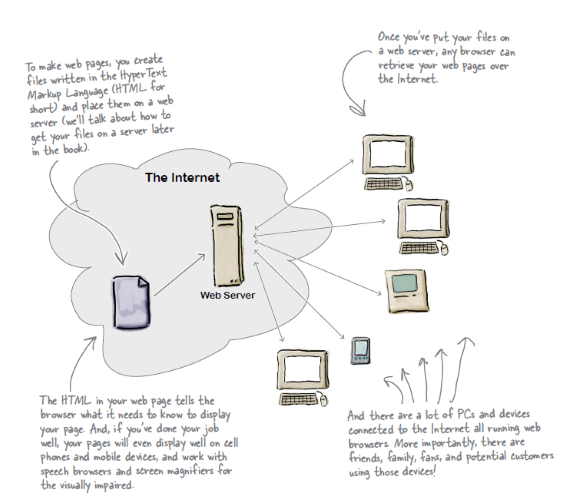 Once you've put your files on
a web server, any browser can
retrieve your web pages over
the Internet.
To make web pages, you create
files written in the HyperText
Markup Language (HTML for
short) and place them on a web
server (we'll talk about how to
get your files on a server later
in the book).
The Internet
Web Server
The HTML in your web page tells the
browser what it needs to know to display
your page. And, if you've done your job
well, your pages will even display well on cell
phones and mobile devices, and work with
speech browsers and screen magnifiers for
the visually impaired.
And there are a lot of PCs and devices
connected to the Internet all running web
browsers. More importantly, there are
friends, family, fans, and potential customers
using those devices!